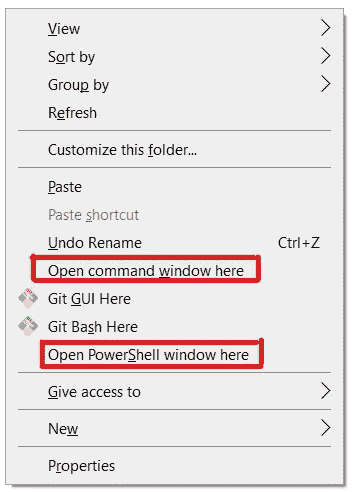 View
Sort by
Group by
Refresh
Customize this folder...
Paste
Paste shortcut
Undo Rename Ctrl+Z
Open command window here
Git GUI Here
Git Bash Here
Open PowerShell window here
Give access to
New
Properties